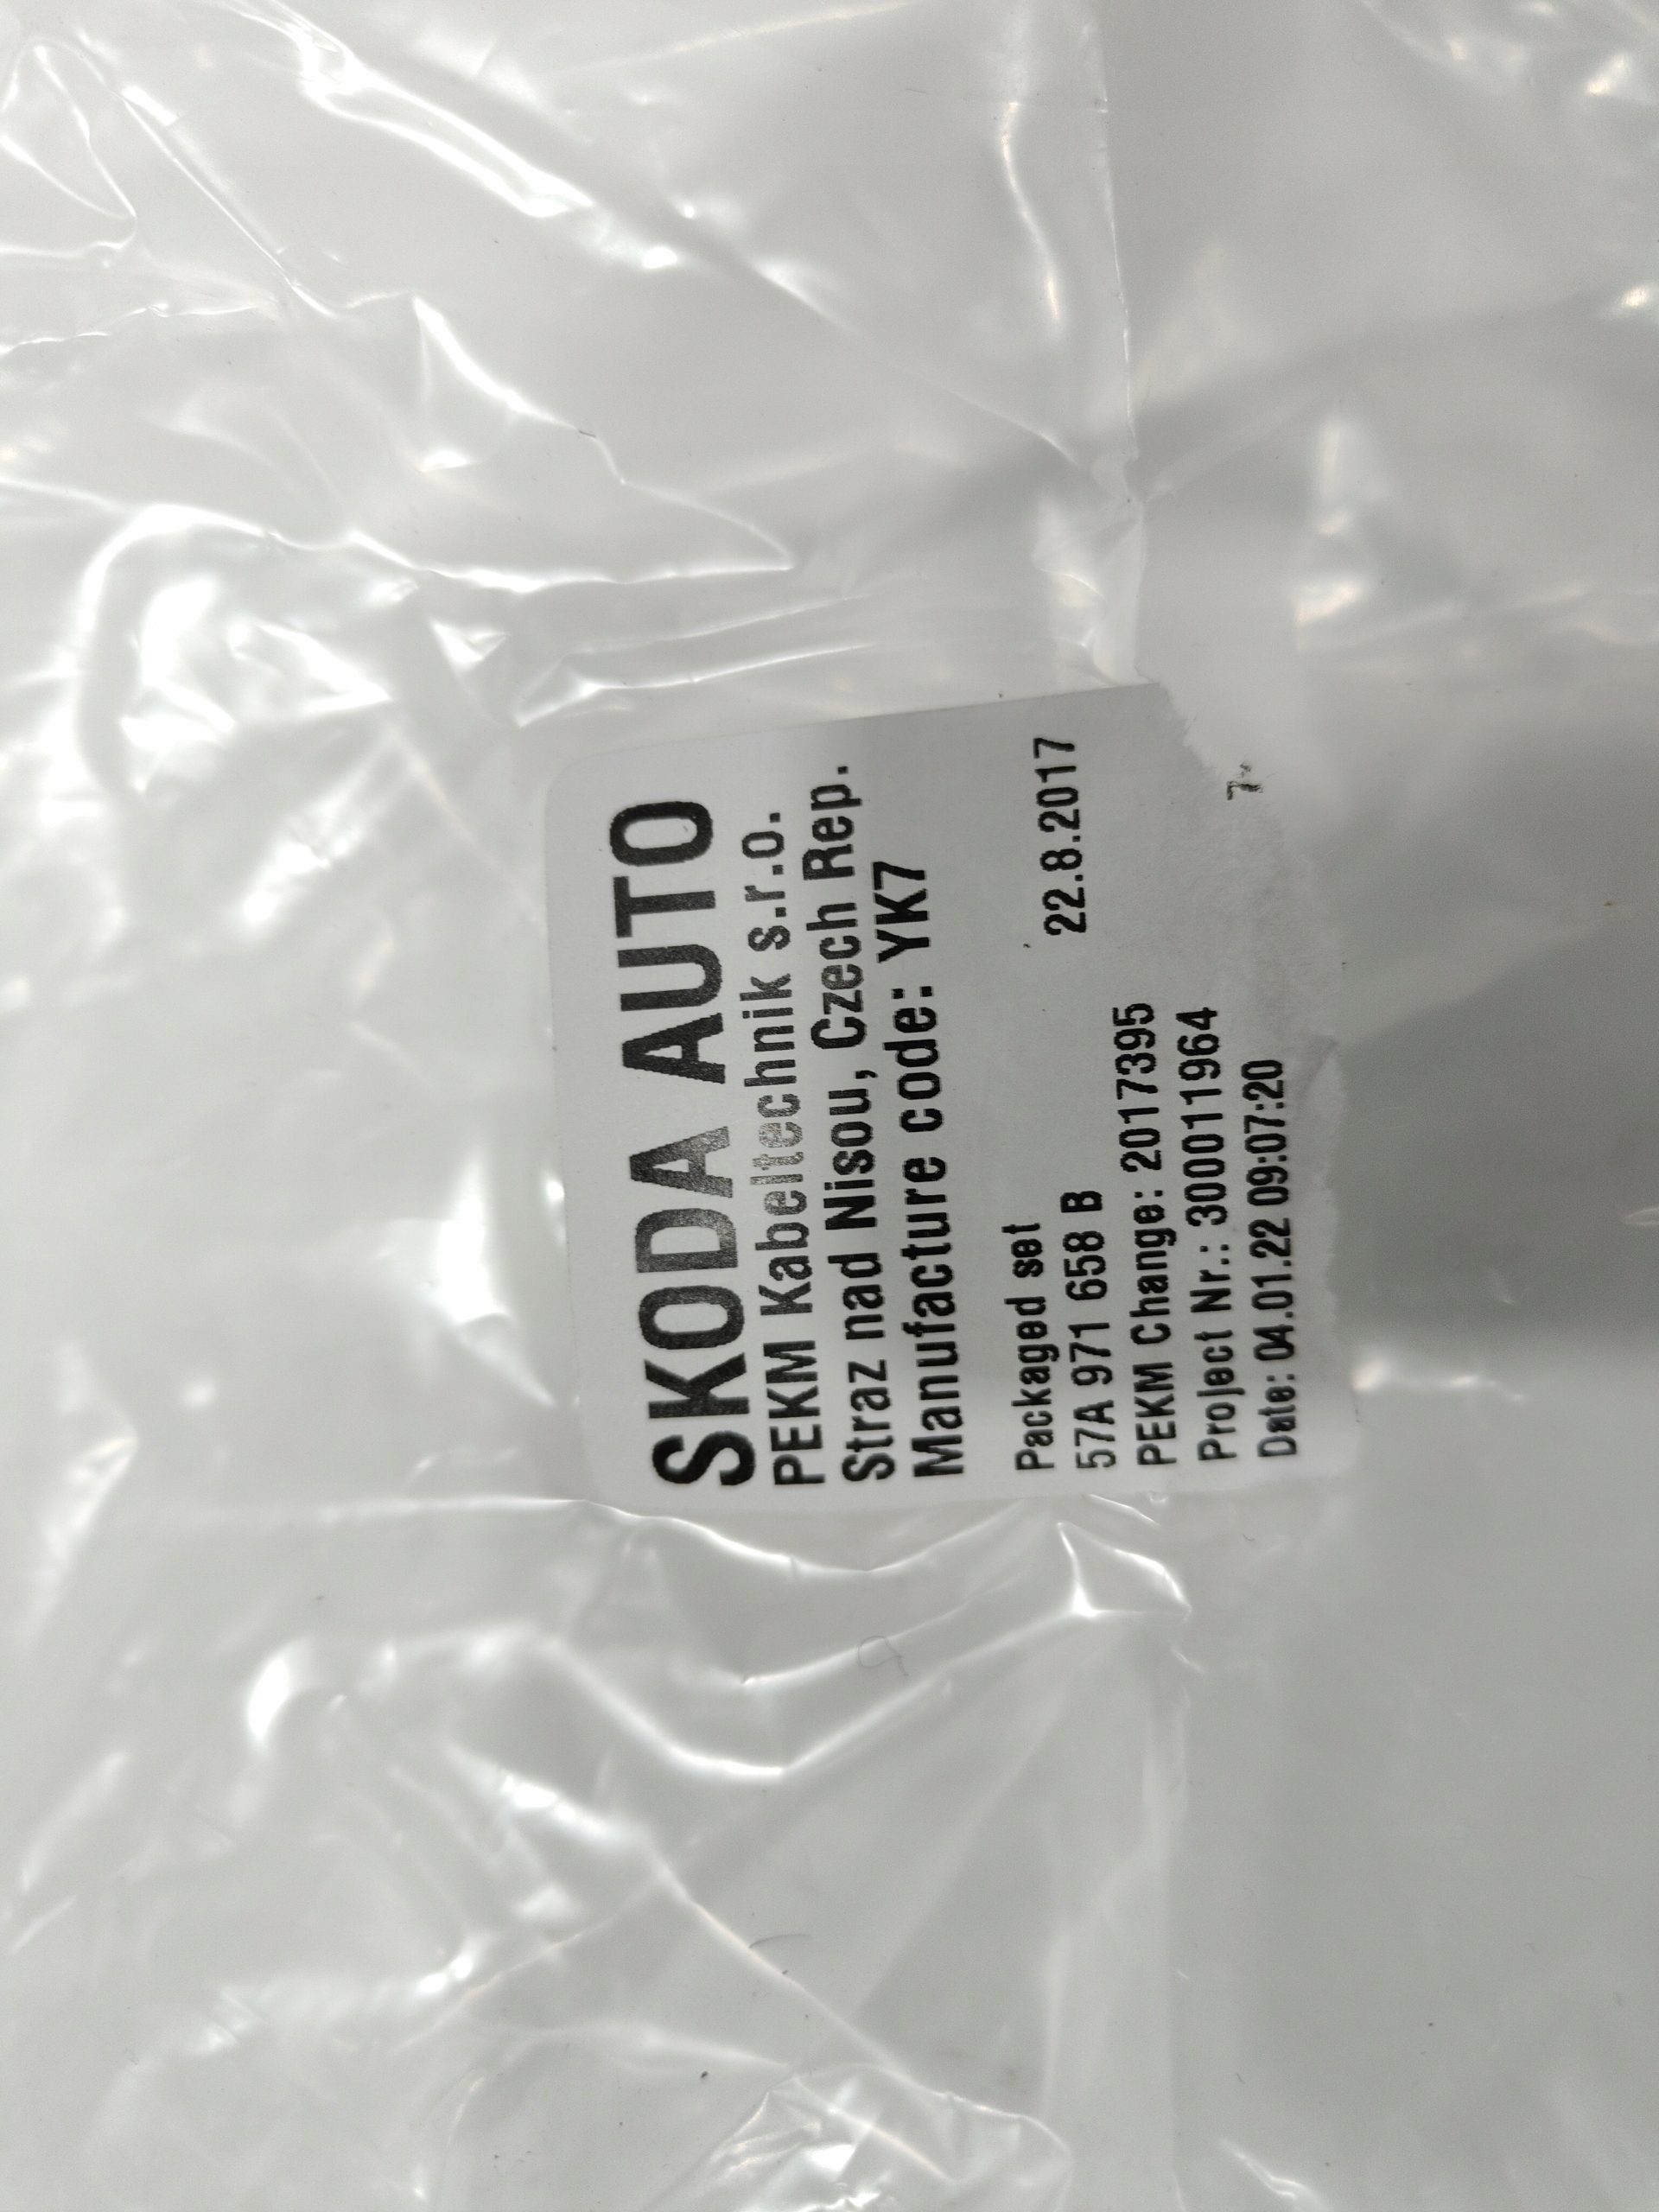 SKODA AUTO
PEKM Kabeltechnik s.r.o.
Straz nad Nisou, Czech Rep.
Manufacture code: YK7
Packaged set
57A 971 658 B 22.8.2017
PEKM Change: 2017395
Project Nr.: 300011964
Date: 04.01.22 09:07:20